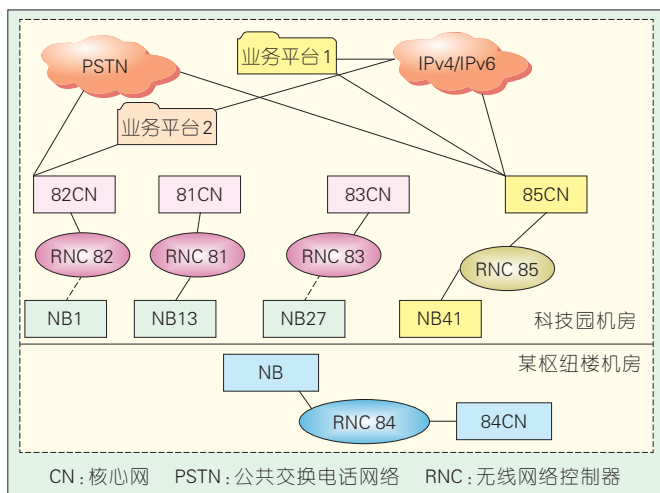 PSTN
业务平台1
IPv4/IPv6
业务平台2
82CN
81CN
83CN
85CN
RNC 82
RNC 81
RNC 83
RNC 85
NB1
NB13
NB27
NB41
科技园机房
某枢纽楼机房
NB
RNC 84
84CN
CN:核心网 PSTN:公共交换电话网络 RNC:无线网络控制器